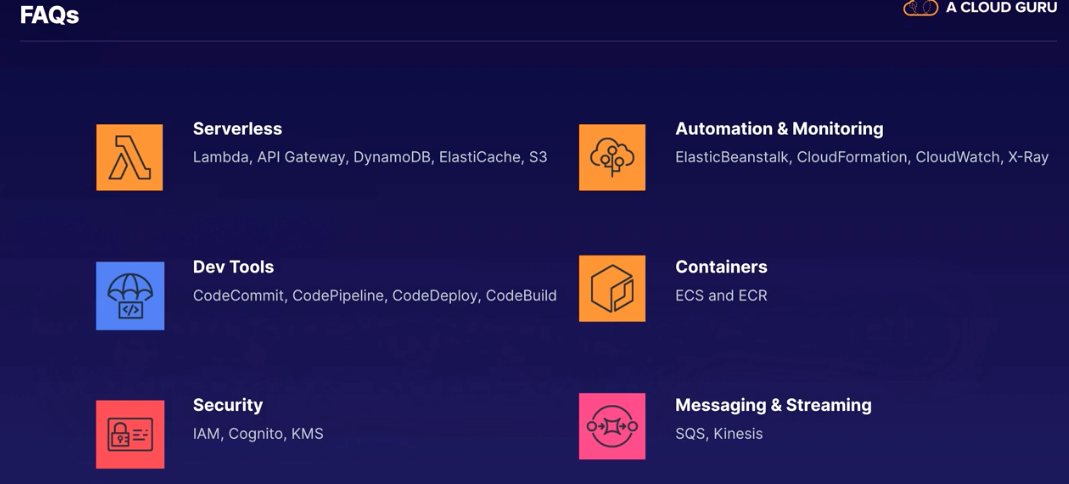 FAQs
A CLOUD GURU
Serverless
Lambda, API Gateway, DynamoDB, ElastiCache, S3
Automation & Monitoring
ElasticBeanstalk, CloudFormation, CloudWatch, X-Ray
Dev Tools
CodeCommit, CodePipeline, CodeDeploy, CodeBuild
Containers
ECS and ECR
Security
IAM, Cognito, KMS
Messaging & Streaming
SQS, Kinesis